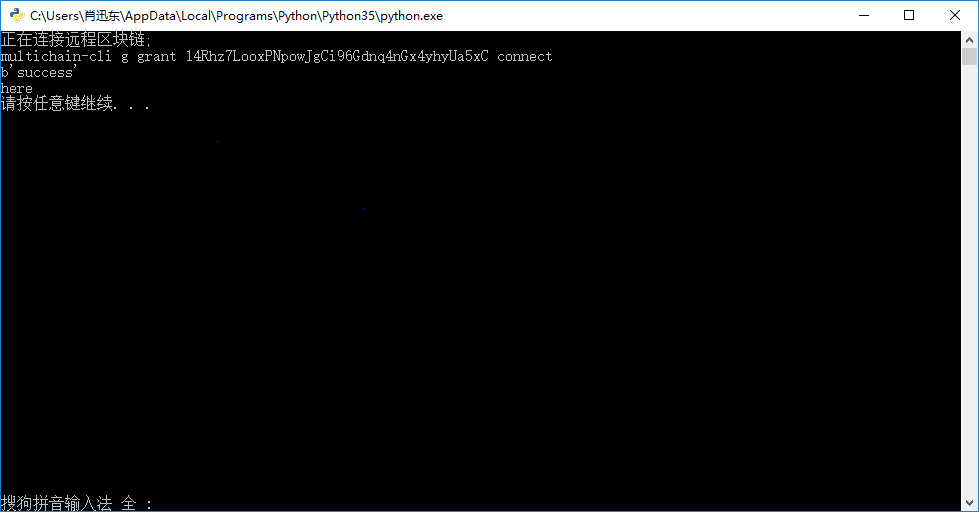 C:\Users\肖迅东\AppData\Local\Programs\Python\Python35\python.exe
正在连接远程区块链;
multichain-cli g grant 14Rhz7LooxPNpowJgCi96Gdnq4nGx4yhyUa5xC connect
b'success'
here
请按任意键继续. . .
搜狗拼音输入法 全 :